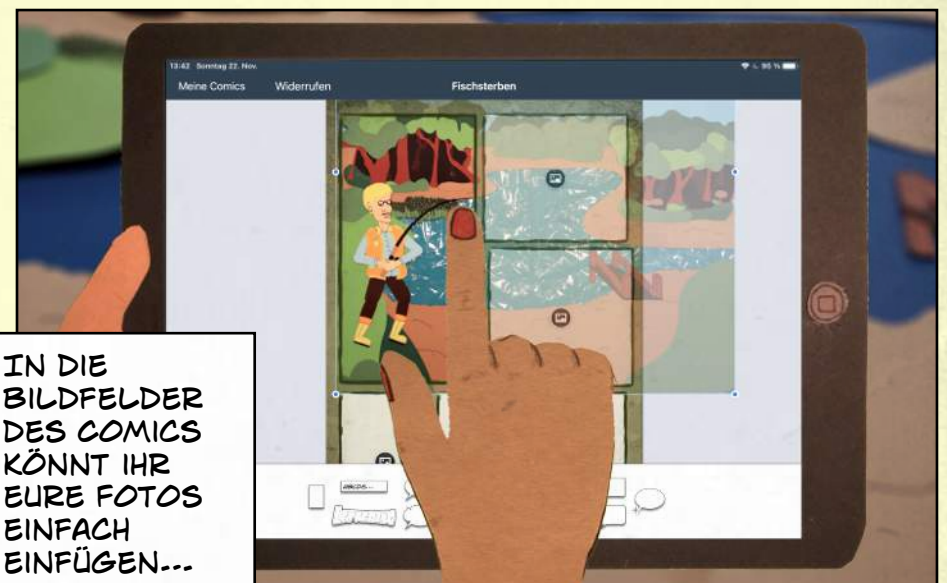 13:42 Sonntag 22. Nov.
95 %
Meine Comics Widerrufen Fischsterben
IN DIE
BILDFELDER
DES COMICS
KÖNNT IHR
EURE FOTOS
EINFACH
EINFÜGEN...